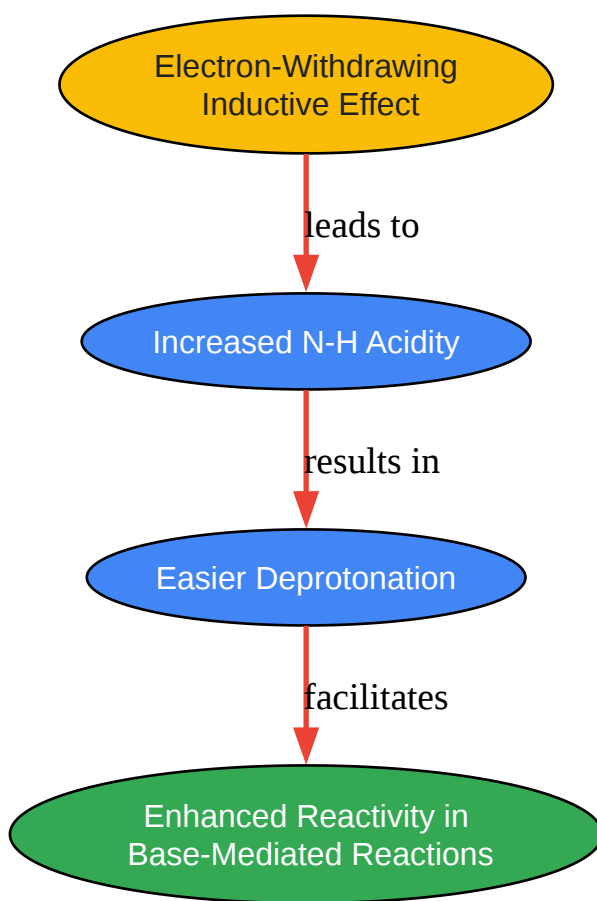 Electron-Withdrawing
Inductive Effect
leads to
Increased N-H Acidity
results in
Easier Deprotonation
facilitates
Enhanced Reactivity in
Base-Mediated Reactions